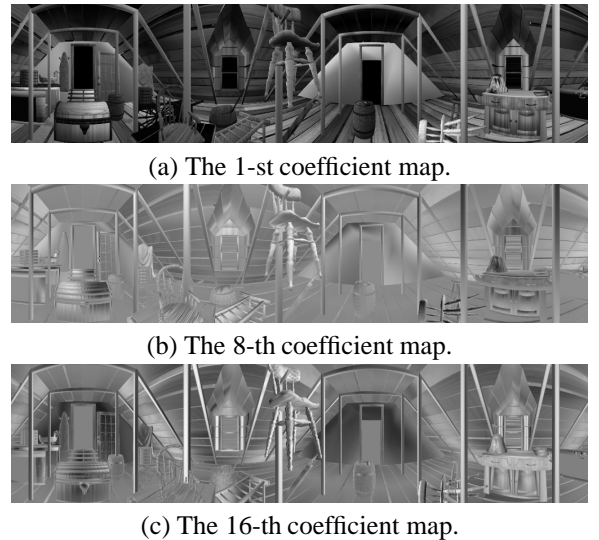 (a) The 1-st coefficient map.
(b) The 8-th coefficient map.
(c) The 16-th coefficient map.